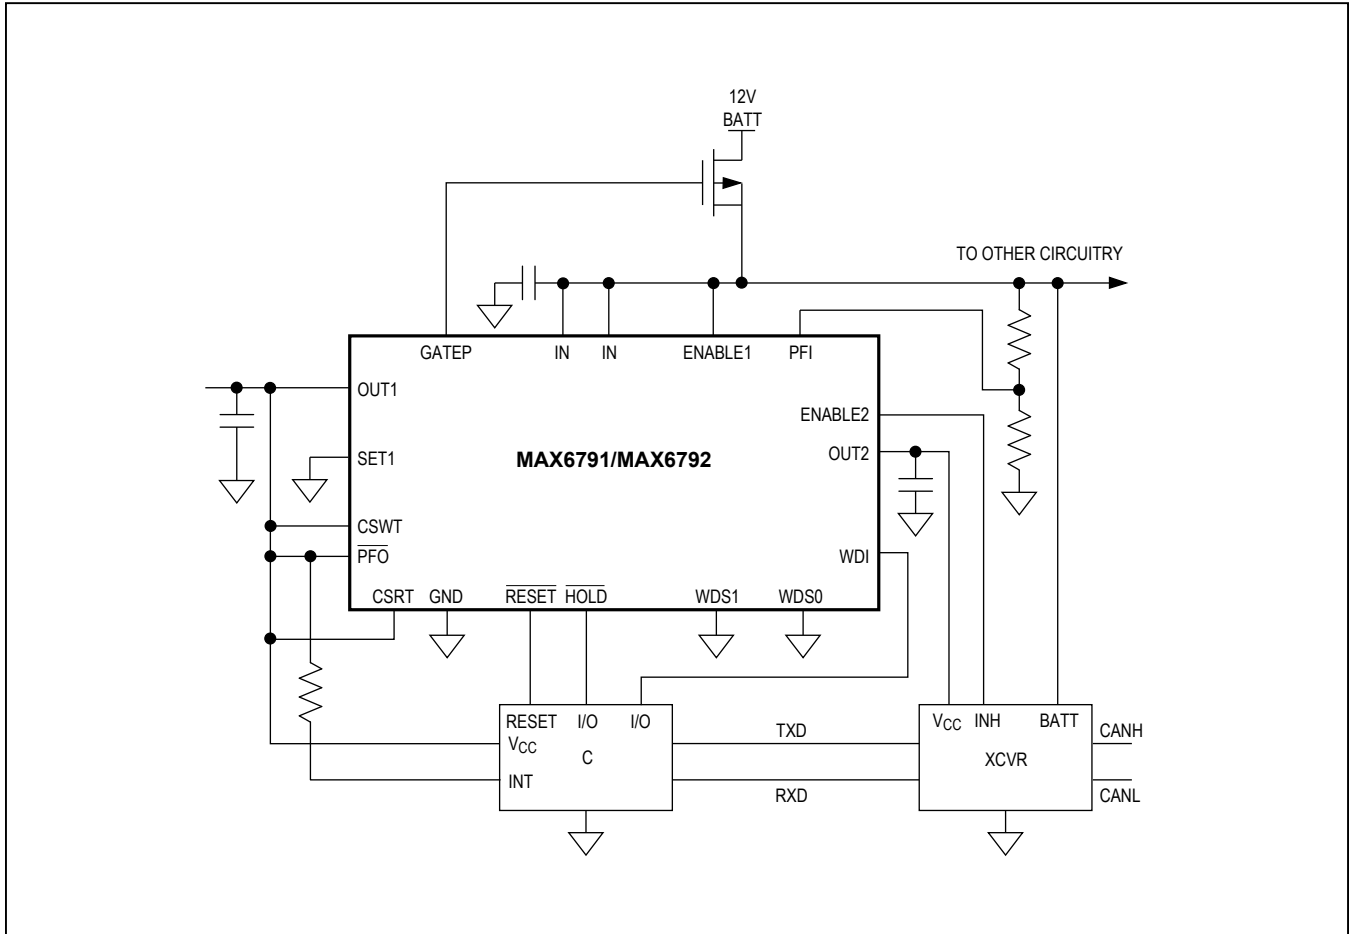 12V
BATT
TO OTHER CIRCUITRY
GATEP
IN
IN
ENABLE1
PFI
OUT1
ENABLE2
OUT2
SET1
MAX6791/MAX6792
CSWT
PFO
WDI
CSRT
GND
RESET
HOLD
WDS1
WDS0
RESET
I/O
I/O
VCC
C
INT
TXD
RXD
VCC
INH
BATT
XCVR
CANH
CANL